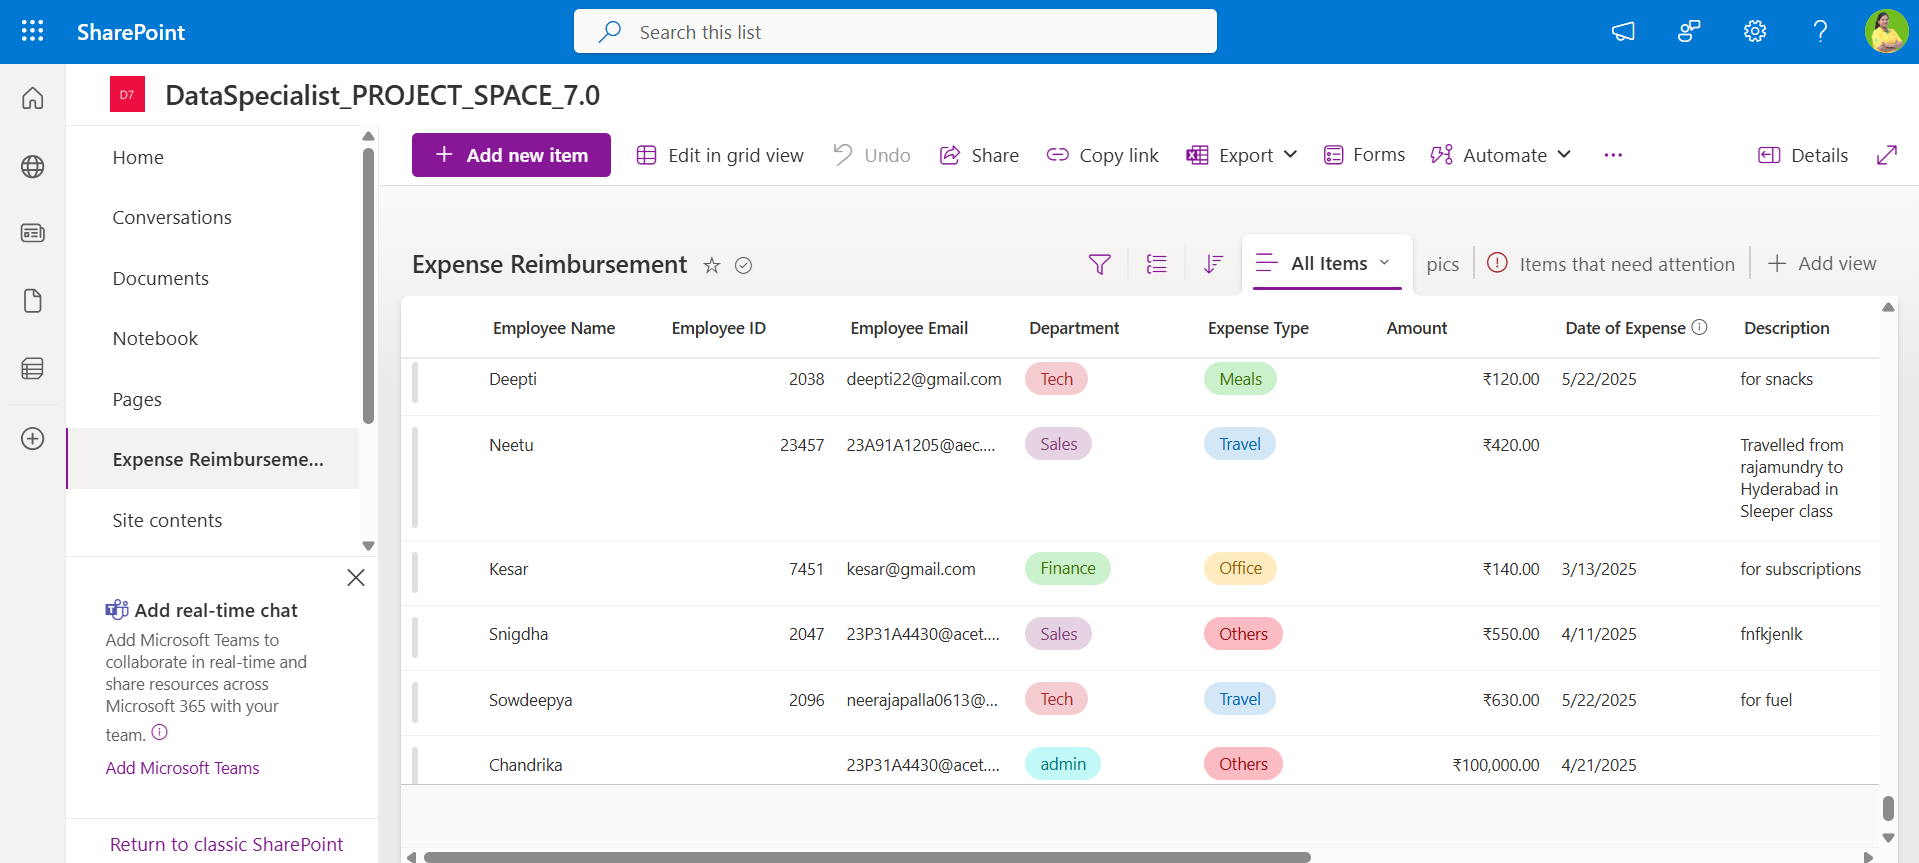 SharePoint
Search this list
D7
DataSpecialist_PROJECT_SPACE_7.0
Home
Conversations
Documents
Notebook
Pages
Expense Reimburseme...
Site contents
Add real-time chat
Add Microsoft Teams to
collaborate in real-time and
share resources across
Microsoft 365 with your
team.
Add Microsoft Teams
Return to classic SharePoint
+ Add new item
Edit in grid view
Undo
Share
Copy link
Export
Forms
Automate
...
Details
Expense Reimbursement
All Items
pics
Items that need attention
+ Add view
Employee Name Employee ID Employee Email Department Expense Type Amount Date of Expense Description
Deepti 2038 deepti22@gmail.com Tech Meals ₹120.00 5/22/2025 for snacks
Neetu 23457 23A91A1205@aec.... Sales Travel ₹420.00 Travelled from
rajamundry to
Hyderabad in
Sleeper class
Kesar 7451 kesar@gmail.com Finance Office ₹140.00 3/13/2025 for subscriptions
Snigdha 2047 23P31A4430@acet.... Sales Others ₹550.00 4/11/2025 fnfkjenlk
Sowdeepya 2096 neerajapalla0613@... Tech Travel ₹630.00 5/22/2025 for fuel
Chandrika 23P31A4430@acet.... admin Others ₹100,000.00 4/21/2025